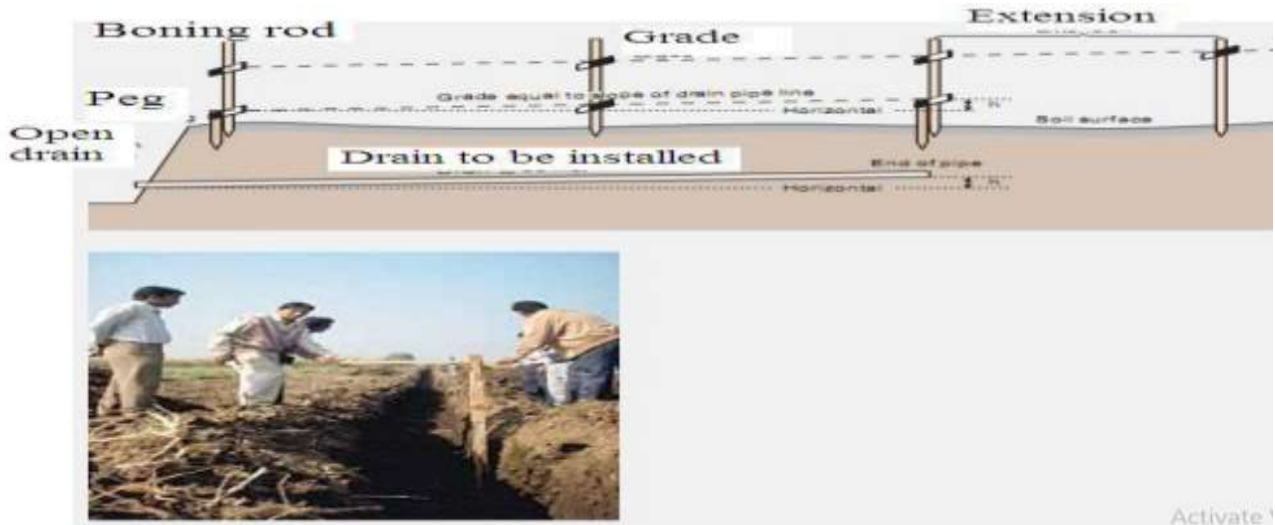 Boning rod
Grade
Extension
Peg
Grade equal to slope of drain pipe line
Horizontal
h
Open
drain
Soil surface
Drain to be installed
End of pipe
Horizontal
h
Activate